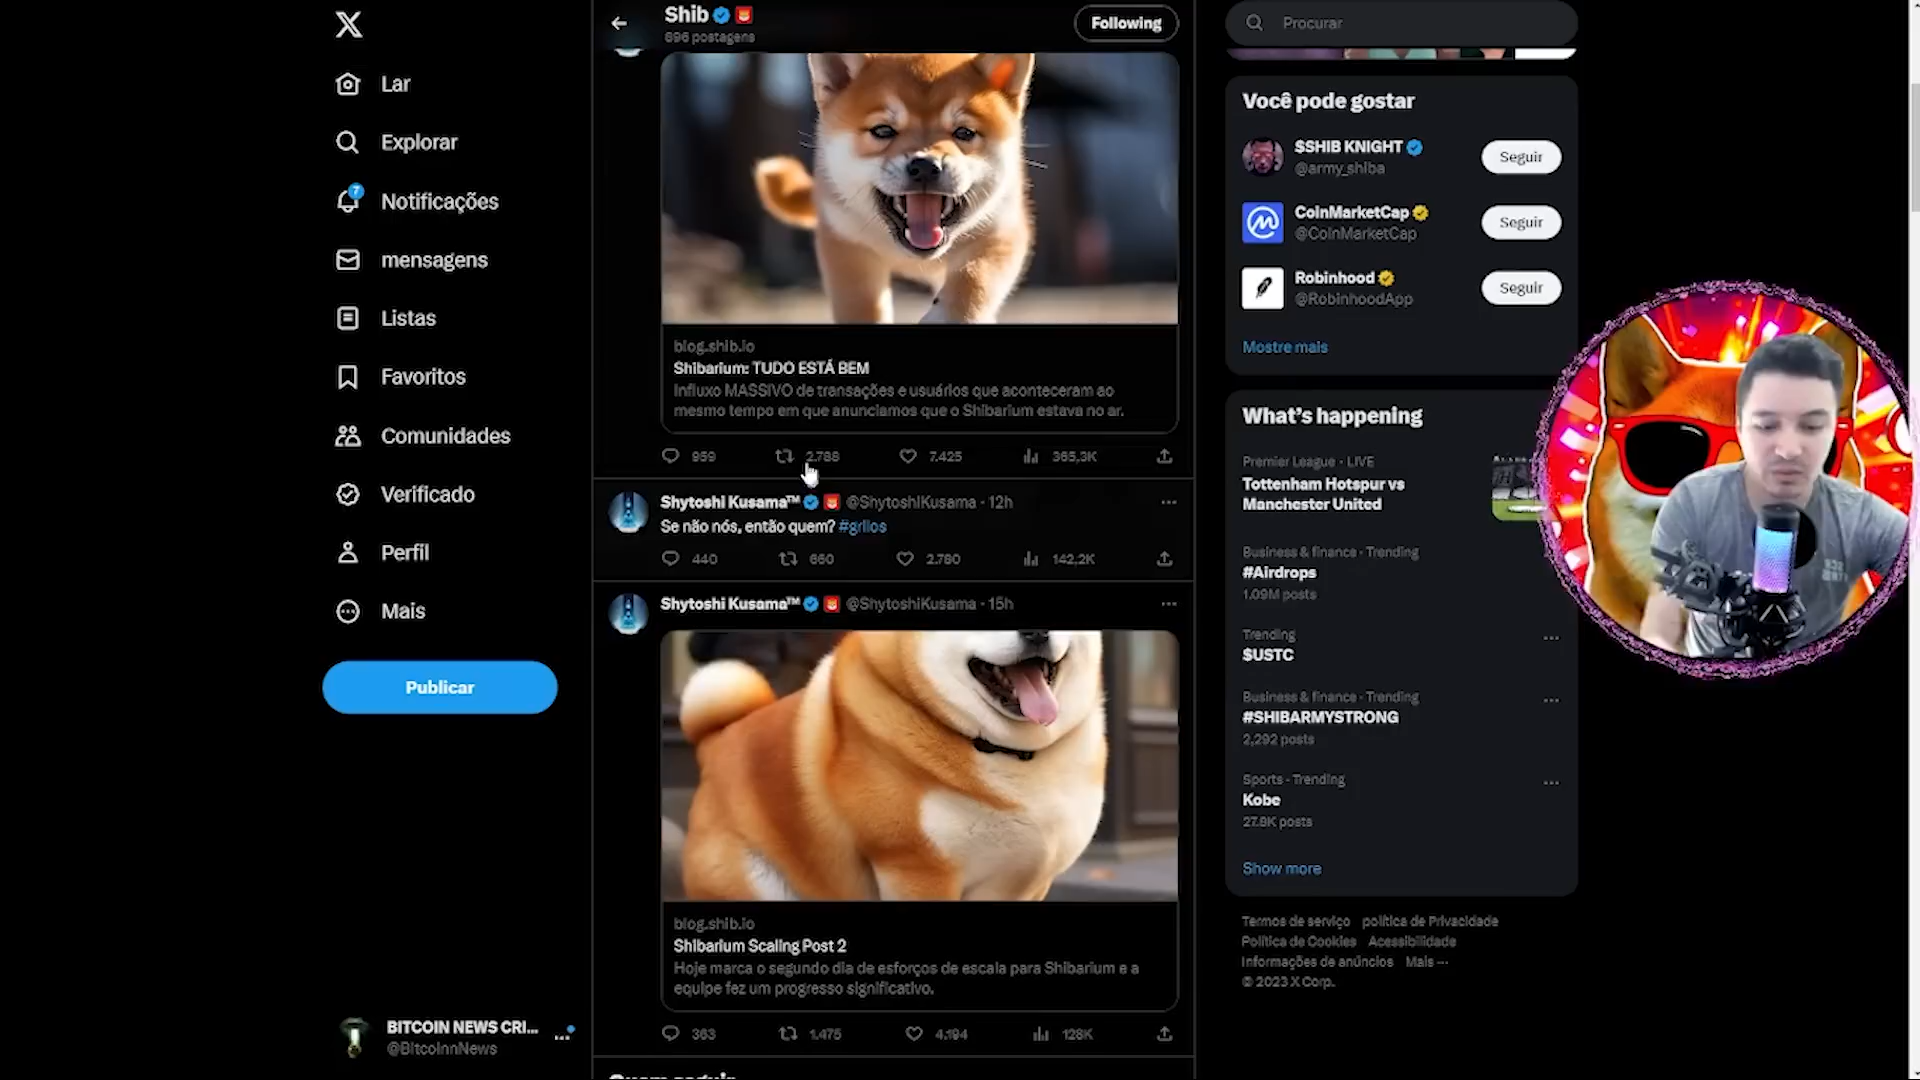 Lar
Explorar
7
Notificações
mensagens
Listas
Favoritos
Comunidades
Verificado
Perfil
Mais
Publicar
BITCOIN NEWS CRI...
@BitcoinnNews
Shib
896 postagens
Following
blog.shib.io
Shibarium: TUDO ESTÁ BEM
Influxo MASSIVO de transações e usuários que aconteceram ao
mesmo tempo em que anunciamos que o Shibarium estava no ar.
959 2.788 7.425 365,3K
Shytoshi Kusama™ @ShytoshiKusama · 12h
Se não nós, então quem? #grilos
440 660 2.780 142,2K
Shytoshi Kusama™ @ShytoshiKusama · 15h
blog.shib.io
Shibarium Scaling Post 2
Hoje marca o segundo dia de esforços de escala para Shibarium e a
equipe fez um progresso significativo.
363 1.475 4.194 128K
Procurar
Você pode gostar
$SHIB KNIGHT
@army_shiba
Seguir
CoinMarketCap
@CoinMarketCap
Seguir
Robinhood
@RobinhoodApp
Seguir
Mostre mais
What's happening
Premier League · LIVE
Tottenham Hotspur vs
Manchester United
Business & finance · Trending
#Airdrops
1.09M posts
Trending
$USTC
Business & finance · Trending
#SHIBARMYSTRONG
2,292 posts
Sports · Trending
Kobe
27.9K posts
Show more
Termos de serviço política de Privacidade
Política de Cookies Acessibilidade
Informações de anúncios Mais ···
© 2023 X Corp.